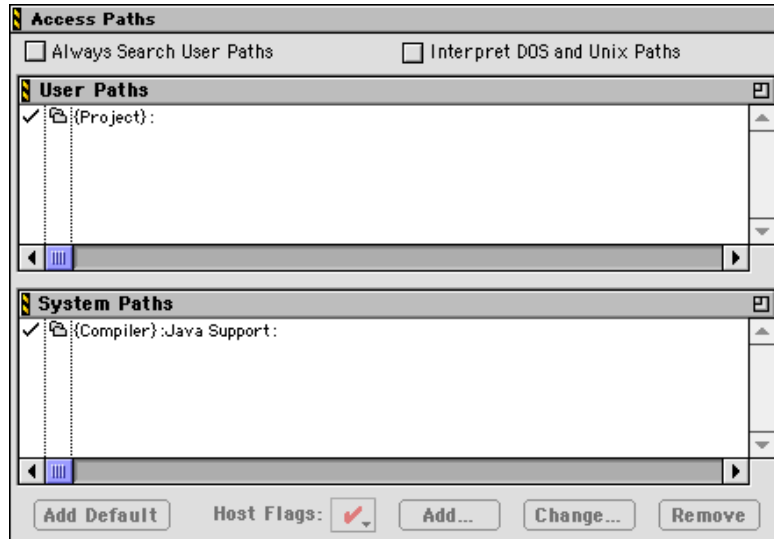 Access Paths
Always Search User Paths Interpret DOS and Unix Paths
User Paths
{Project}:
System Paths
{Compiler}:Java Support:
Add Default Host Flags: Add... Change... Remove